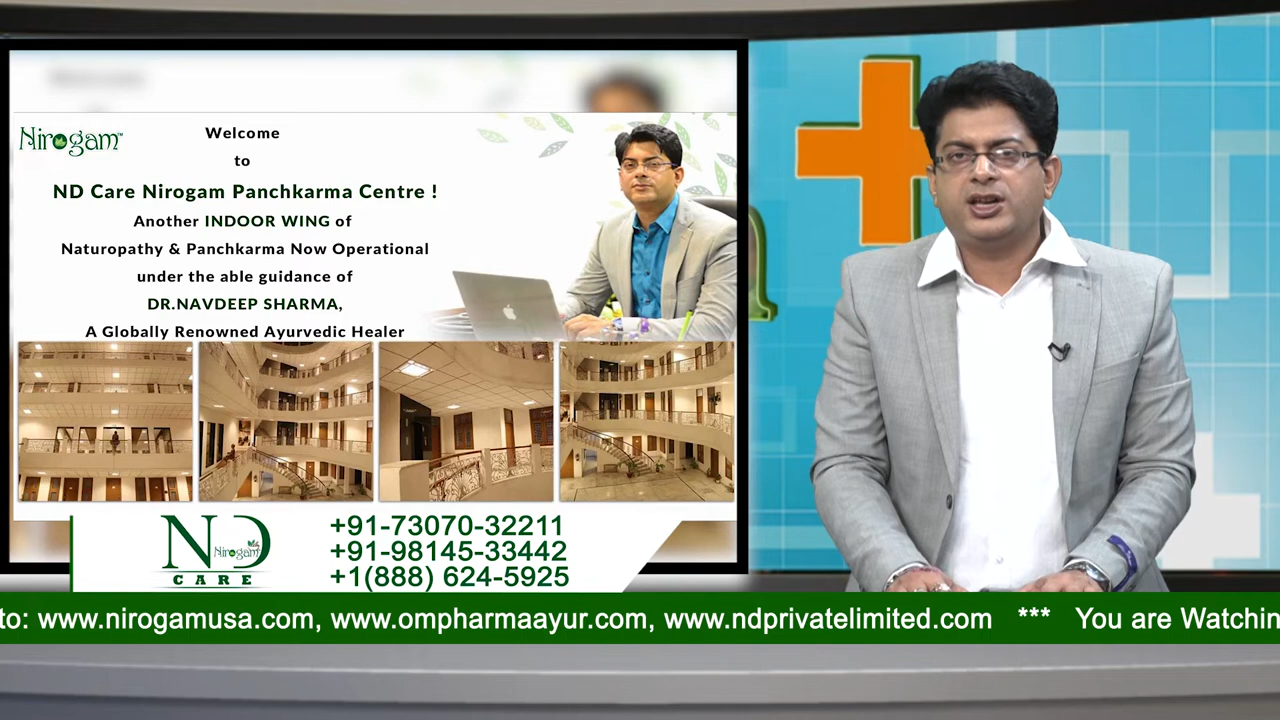 Nirogam™
Welcome
to
ND Care Nirogam Panchkarma Centre !
Another INDOOR WING of
Naturopathy & Panchkarma Now Operational
under the able guidance of
DR.NAVDEEP SHARMA,
A Globally Renowned Ayurvedic Healer
ND
Nirogam
CARE
+91-73070-32211
+91-98145-33442
+1(888) 624-5925
to: www.nirogamusa.com, www.ompharmaayur.com, www.ndprivatelimited.com *** You are Watchin